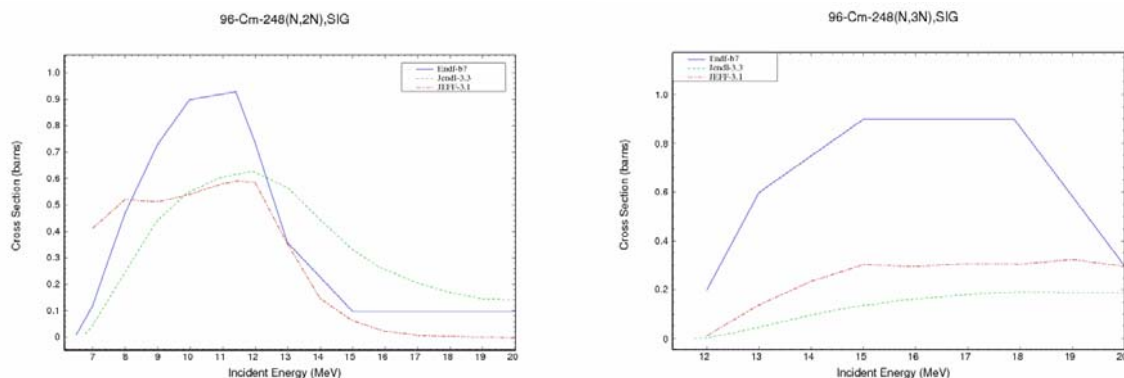 96-Cm-248(N,2N),SIG
Endf-b7
Jendl-3.3
JEFF-3.1
1.0
0.9
0.8
0.7
0.6
0.5
0.4
0.3
0.2
0.1
0
Cross Section (barns)
7 8 9 10 11 12 13 14 15 16 17 18 19 20
Incident Energy (MeV)
96-Cm-248(N,3N),SIG
Endf-b7
Jendl-3.3
JEFF-3.1
1.0
0.8
0.6
0.4
0.2
0
Cross Section (barns)
12 13 14 15 16 17 18 19 20
Incident Energy (MeV)